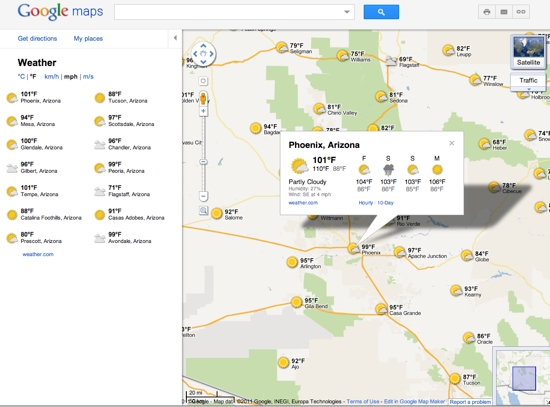 Google maps
Get directions My places
Weather
°C | °F km/h | mph | m/s
101°F
Phoenix, Arizona
88°F
Tucson, Arizona
94°F
Mesa, Arizona
97°F
Scottsdale, Arizona
100°F
Glendale, Arizona
96°F
Chandler, Arizona
96°F
Gilbert, Arizona
95°F
Peoria, Arizona
101°F
Tempe, Arizona
71°F
Flagstaff, Arizona
88°F
Catalina Foothills, Arizona
91°F
Casas Adobes, Arizona
80°F
Prescott, Arizona
99°F
Avondale, Arizona
weather.com
Satellite
Traffic
79°F
Seligman
75°F
Williams
69°F
Flagstaff
82°F
Leupp
77°F
Winslow
81°F
Sedona
81°F
Chino Valley
94°F
Bagdad
82°F
68°F
Heber
74°F
78°F
Cibecue
Phoenix, Arizona
101°F
110°F 88°F
Partly Cloudy
Humidity: 27%
Wind: SE at 4 mph
weather.com
F S S M
104°F 103°F 103°F 106°F
86°F 86°F 85°F 86°F
Hourly · 10-Day
92°F
Salome
Wittmann
91°F
Rio Verde
99°F
Phoenix
97°F
Apache Junction
84°F
Globe
95°F
Arlington
93°F
Kearny
95°F
Gila Bend
95°F
Casa Grande
86°F
Oracle
92°F
Ajo
87°F
Tucson
20 mi
©2011 Google, INEGI, Europa Technologies - Terms of Use - Edit in Google Map Maker Report a problem